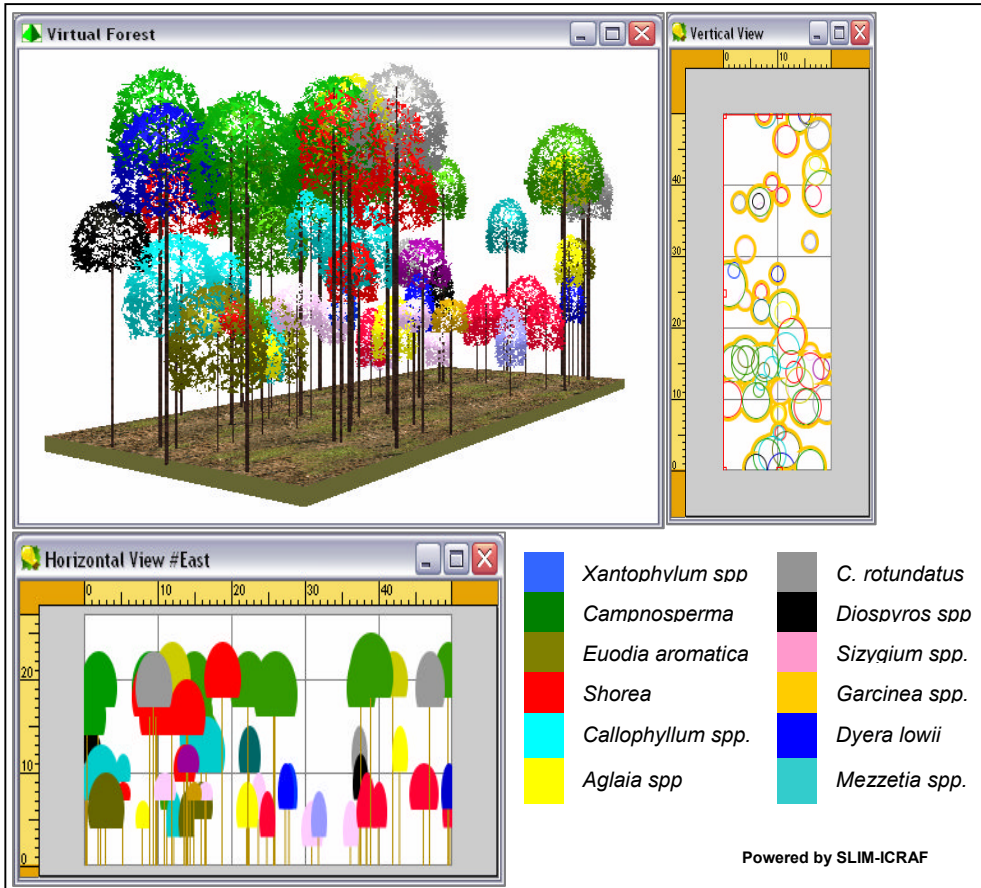 Virtual Forest
Vertical View
0 10
40
30
20
10
0
Horizontal View #East
0 10 20 30 40
20
10
0
Xantophylum spp
Campnosperma
Euodia aromatica
Shorea
Callophyllum spp.
Aglaia spp
C. rotundatus
Diospyros spp
Sizygium spp.
Garcinea spp.
Dyera lowii
Mezzetia spp.
Powered by SLIM-ICRAF